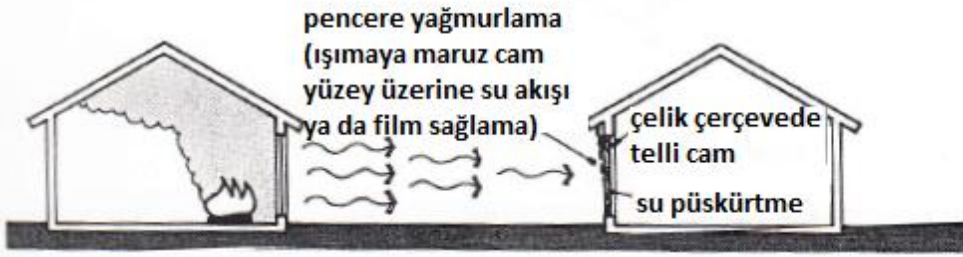 pencere yağmurlama
(ışımaya maruz cam
yüzey üzerine su akışı
ya da film sağlama)
çelik çerçevede
telli cam
su püskürtme